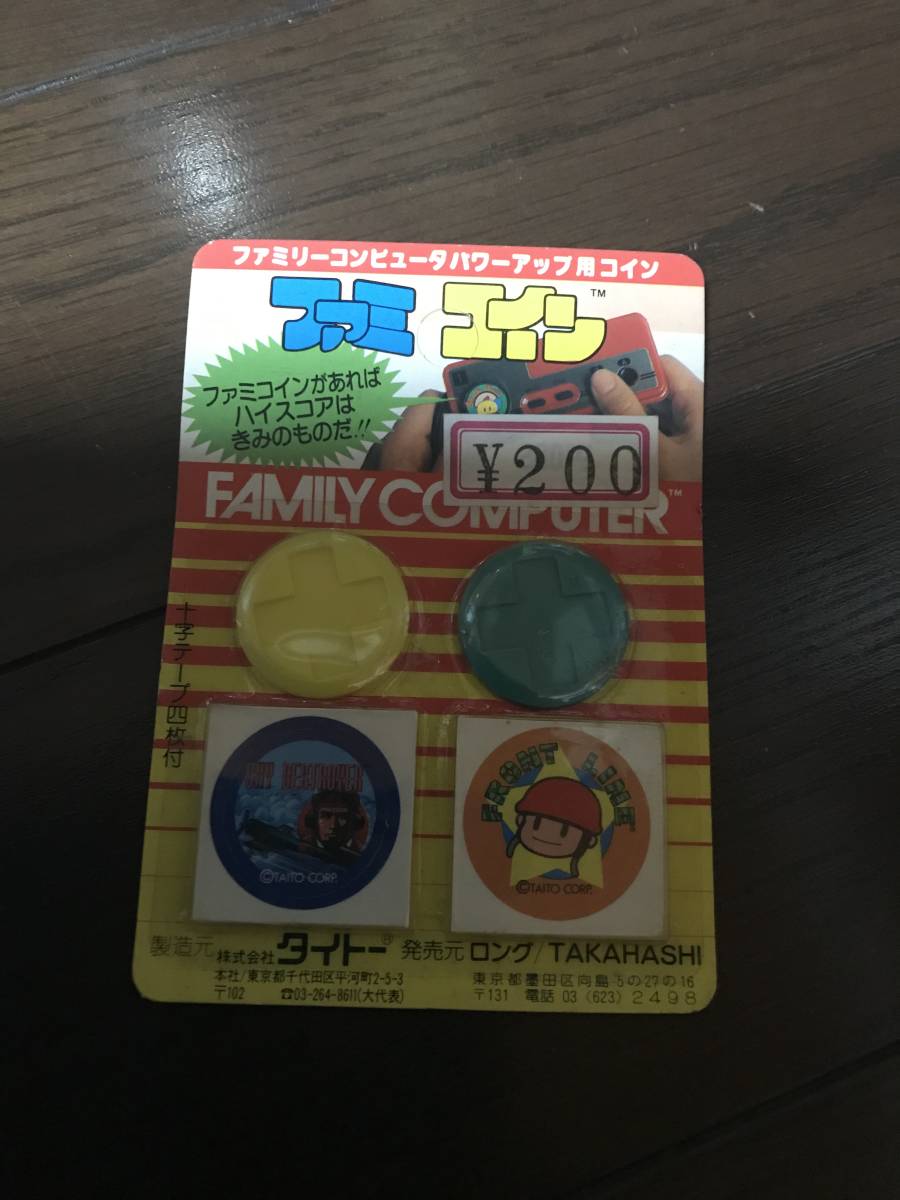 ファミリーコンピュータパワーアップ用コイン
ファミ コイン™
ファミコインがあれば
ハイスコアは
きみのものだ!!
¥200
FAMILY COMPUTER™
十字テープ四枚付
SKY DESTROYER
©TAITO CORP.
FRONT LINE
©TAITO CORP.
製造元 株式会社 タイトー® 発売元 ロング/TAKAHASHI
本社/東京都千代田区平河町2-5-3
〒102 ☎03-264-8611(大代表)
東京都墨田区向島5の27の16
〒131 電話 03(623)2498